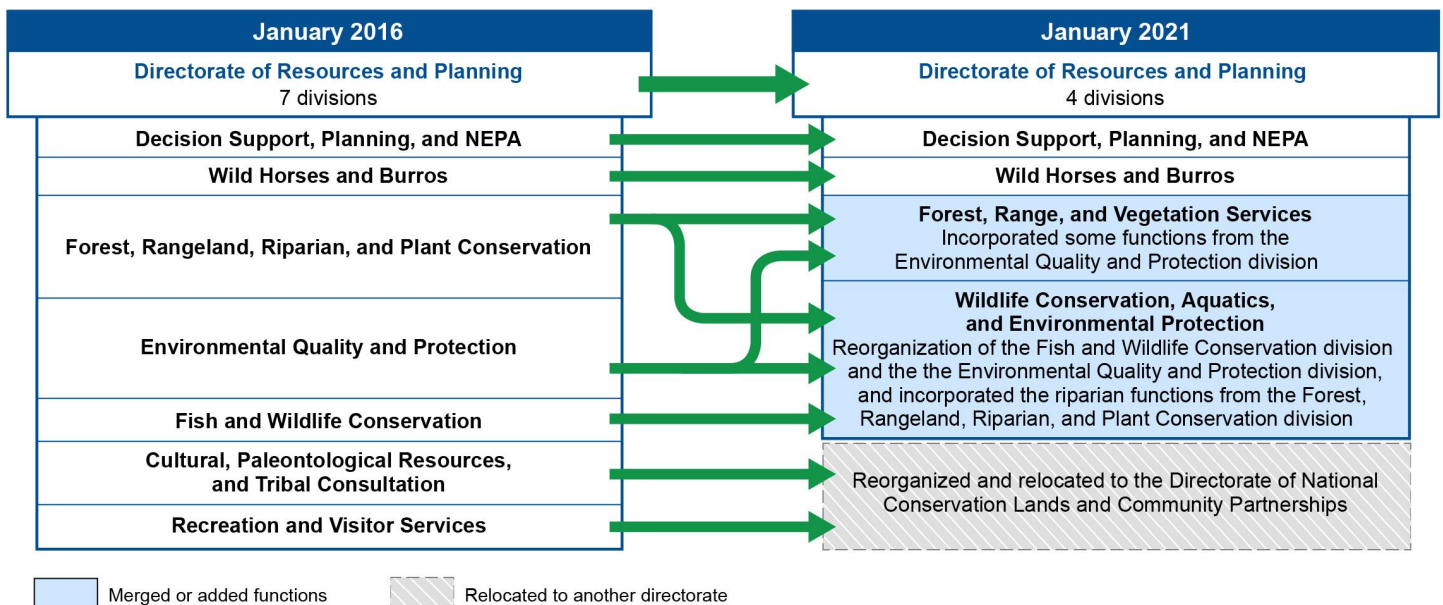 January 2016
Directorate of Resources and Planning
7 divisions
Decision Support, Planning, and NEPA
Wild Horses and Burros
Forest, Rangeland, Riparian, and Plant Conservation
Environmental Quality and Protection
Fish and Wildlife Conservation
Cultural, Paleontological Resources,
and Tribal Consultation
Recreation and Visitor Services
January 2021
Directorate of Resources and Planning
4 divisions
Decision Support, Planning, and NEPA
Wild Horses and Burros
Forest, Range, and Vegetation Services
Incorporated some functions from the
Environmental Quality and Protection division
Wildlife Conservation, Aquatics,
and Environmental Protection
Reorganization of the Fish and Wildlife Conservation division
and the the Environmental Quality and Protection division,
and incorporated the riparian functions from the Forest,
Rangeland, Riparian, and Plant Conservation division
Reorganized and relocated to the Directorate of National
Conservation Lands and Community Partnerships
Merged or added functions
Relocated to another directorate